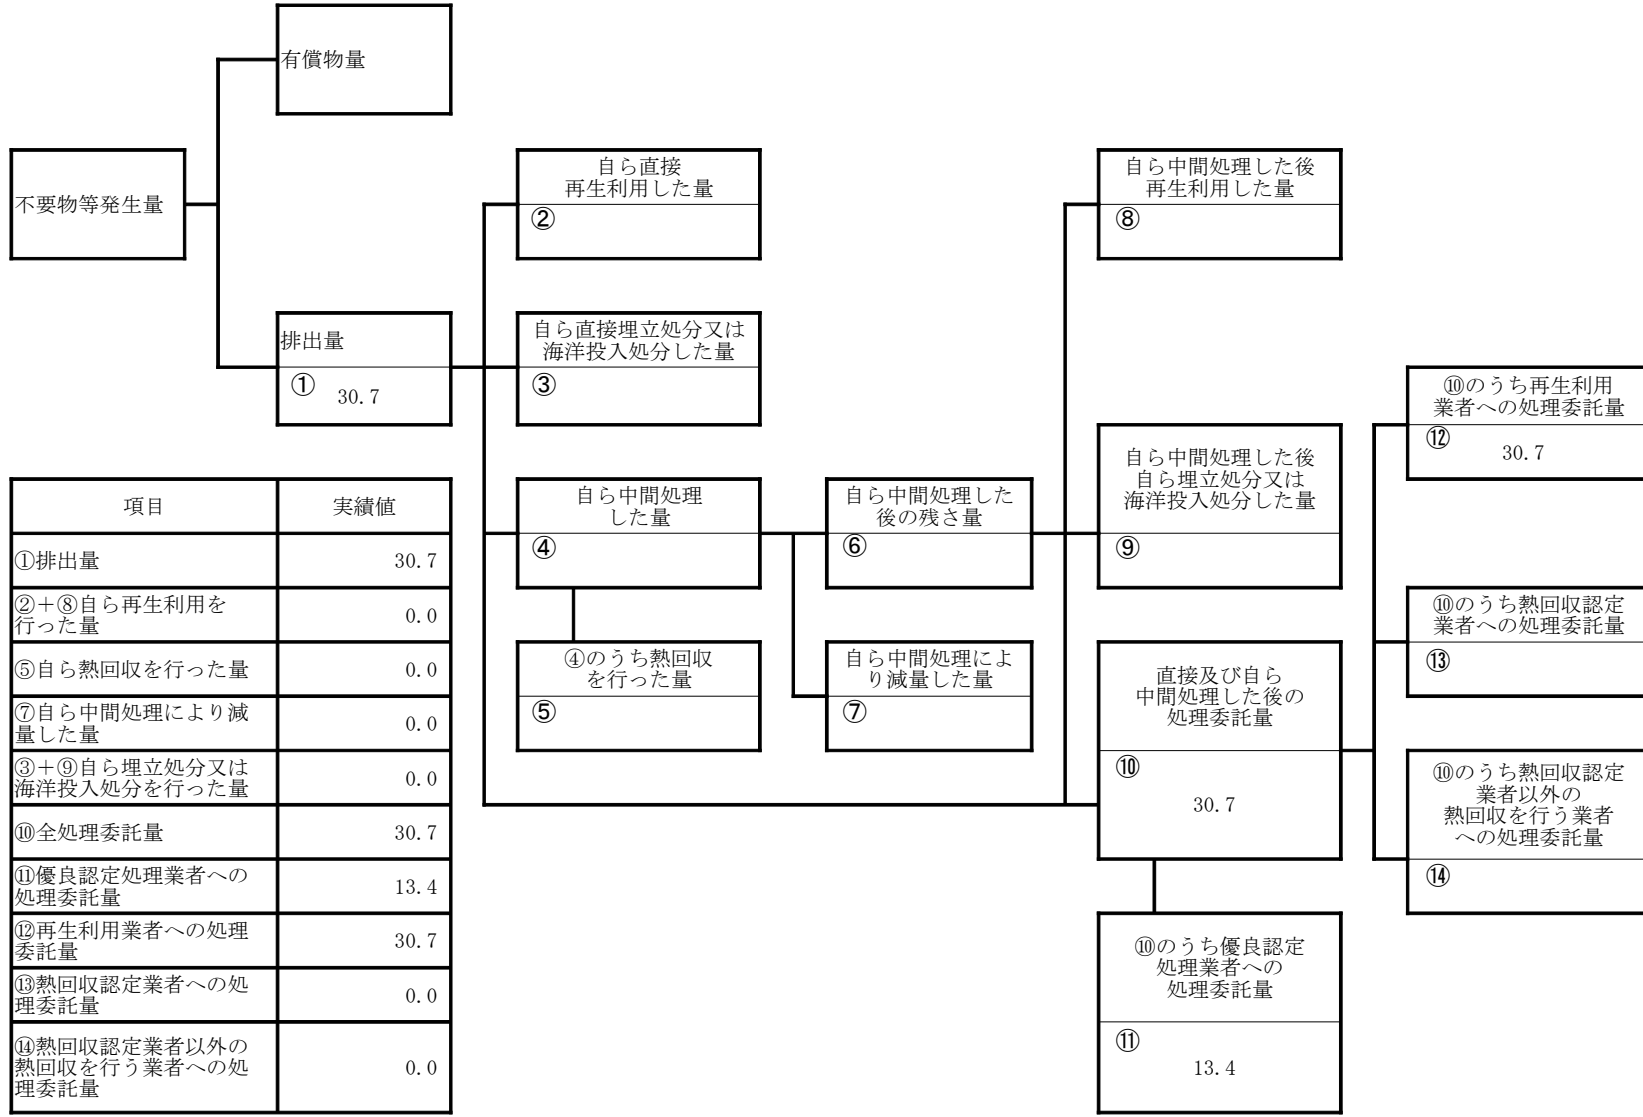 有償物量
不要物等発生量
排出量
①
30.7
自ら直接
再生利用した量
②
自ら直接埋立処分又は
海洋投入処分した量
③
自ら中間処理
した量
④
④のうち熱回収
を行った量
⑤
自ら中間処理した
後の残さ量
⑥
自ら中間処理によ
り減量した量
⑦
自ら中間処理した後
再生利用した量
⑧
自ら中間処理した後
自ら埋立処分又は
海洋投入処分した量
⑨
直接及び自ら
中間処理した後の
処理委託量
⑩
30.7
⑩のうち優良認定
処理業者への
処理委託量
⑪
13.4
⑩のうち再生利用
業者への処理委託量
⑫
30.7
⑩のうち熱回収認定
業者への処理委託量
⑬
⑩のうち熱回収認定
業者以外の
熱回収を行う業者
への処理委託量
⑭
項目 実績値
①排出量 30.7
②＋⑧自ら再生利用を
行った量 0.0
⑤自ら熱回収を行った量 0.0
⑦自ら中間処理により減
量した量 0.0
③＋⑨自ら埋立処分又は
海洋投入処分を行った量 0.0
⑩全処理委託量 30.7
⑪優良認定処理業者への
処理委託量 13.4
⑫再生利用業者への処理
委託量 30.7
⑬熱回収認定業者への処
理委託量 0.0
⑭熱回収認定業者以外の
熱回収を行う業者への処
理委託量 0.0